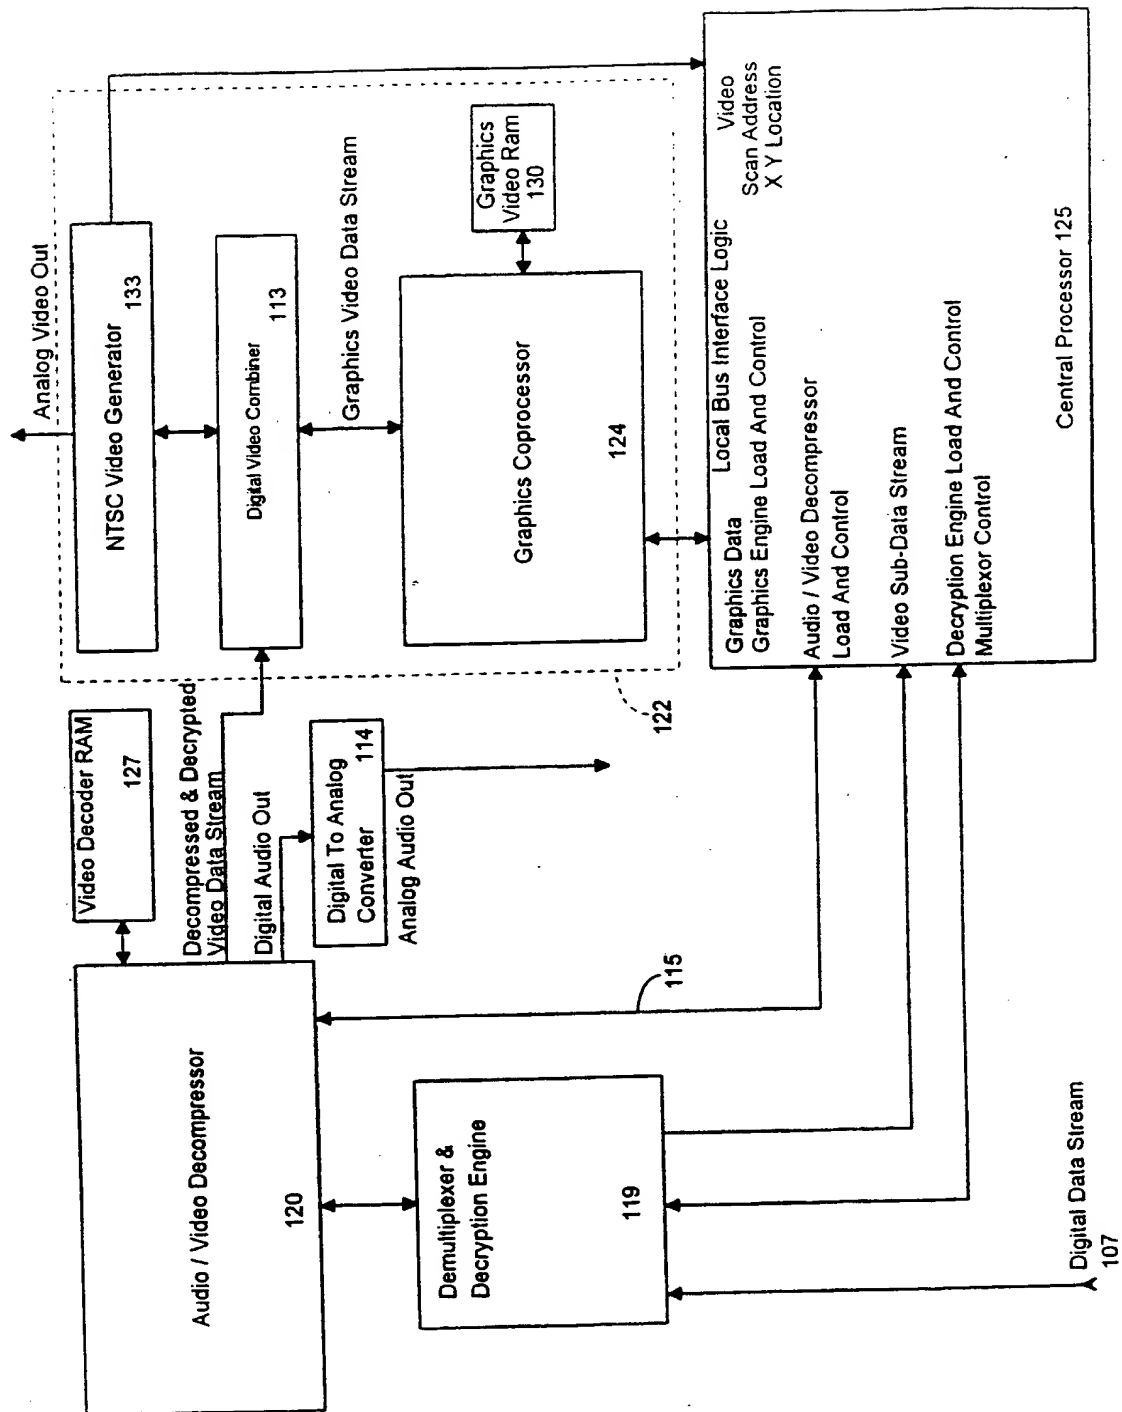 Audio / Video Decompressor
120
Video Decoder RAM
127
Decompressed & Decrypted
Video Data Stream
Digital Audio Out
Digital To Analog
Converter
114
Analog Audio Out
Analog Video Out
NTSC Video Generator
133
Digital Video Combiner
113
Graphics Video Data Stream
Graphics Coprocessor
124
Graphics
Video Ram
130
122
115
Demultiplexer &
Decryption Engine
119
Digital Data Stream
107
Local Bus Interface Logic
Video
Scan Address
X Y Location
Graphics Data
Graphics Engine Load And Control
Audio / Video Decompressor
Load And Control
Video Sub-Data Stream
Decryption Engine Load And Control
Multiplexor Control
Central Processor 125